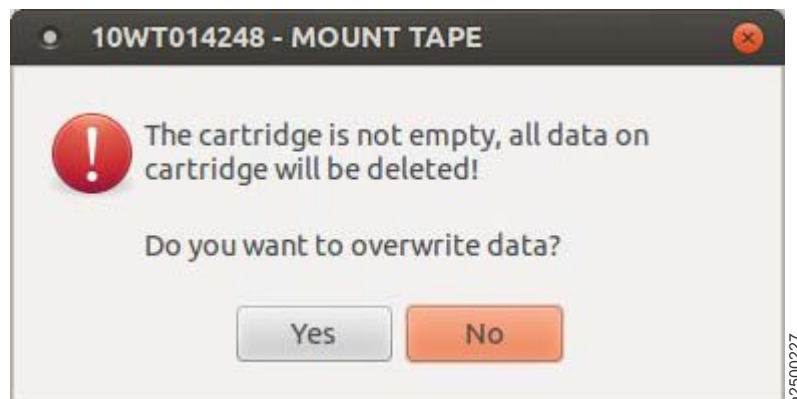 10WT014248 - MOUNT TAPE
The cartridge is not empty, all data on
cartridge will be deleted!
Do you want to overwrite data?
Yes
No
a2500227